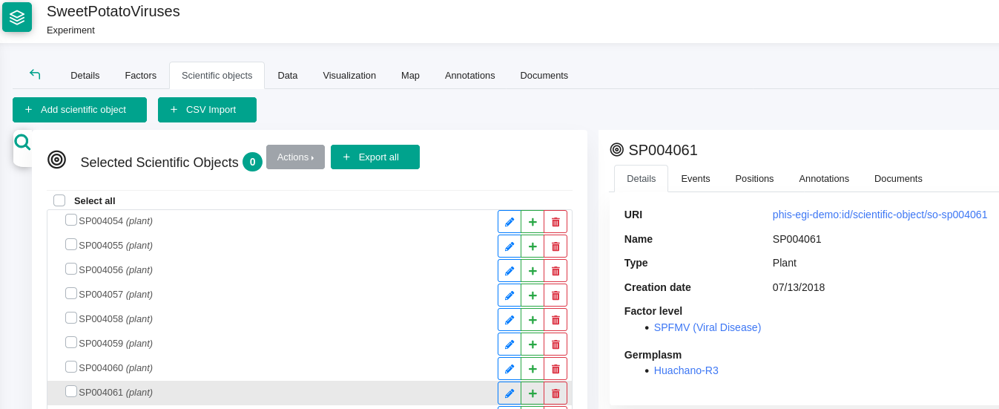 SweetPotatoViruses
Experiment
Details Factors Scientific objects Data Visualization Map Annotations Documents
+ Add scientific object + CSV Import
Selected Scientific Objects 0 Actions + Export all
Select all
SP004054 (plant)
SP004055 (plant)
SP004056 (plant)
SP004057 (plant)
SP004058 (plant)
SP004059 (plant)
SP004060 (plant)
SP004061 (plant)
SP004061
Details Events Positions Annotations Documents
URI phis-egi-demo:id/scientific-object/so-sp004061
Name SP004061
Type Plant
Creation date 07/13/2018
Factor level
• SPFMV (Viral Disease)
Germplasm
• Huachano-R3